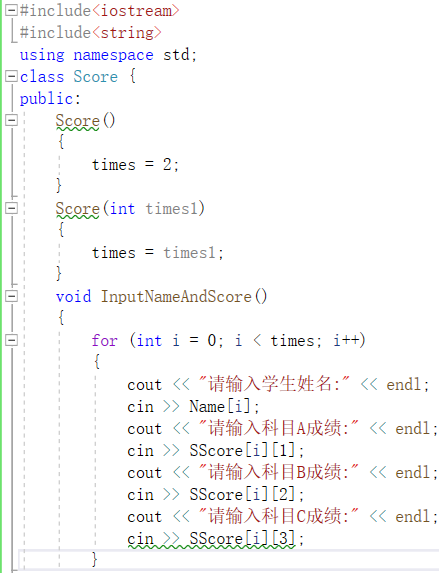 #include<iostream>
#include<string>
using namespace std;
class Score {
public:
    Score()
    {
        times = 2;
    }
    Score(int times1)
    {
        times = times1;
    }
    void InputNameAndScore()
    {
        for (int i = 0; i < times; i++)
        {
            cout << "请输入学生姓名:" << endl;
            cin >> Name[i];
            cout << "请输入科目A成绩:" << endl;
            cin >> SScore[i][1];
            cout << "请输入科目B成绩:" << endl;
            cin >> SScore[i][2];
            cout << "请输入科目C成绩:" << endl;
            cin >> SScore[i][3];
        }